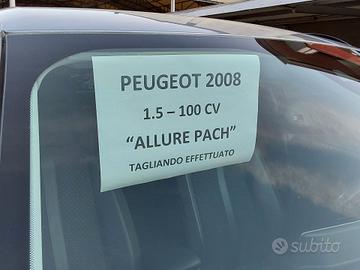 PEUGEOT 2008
1.5 – 100 CV
“ALLURE PACH”
TAGLIANDO EFFETTUATO
subito